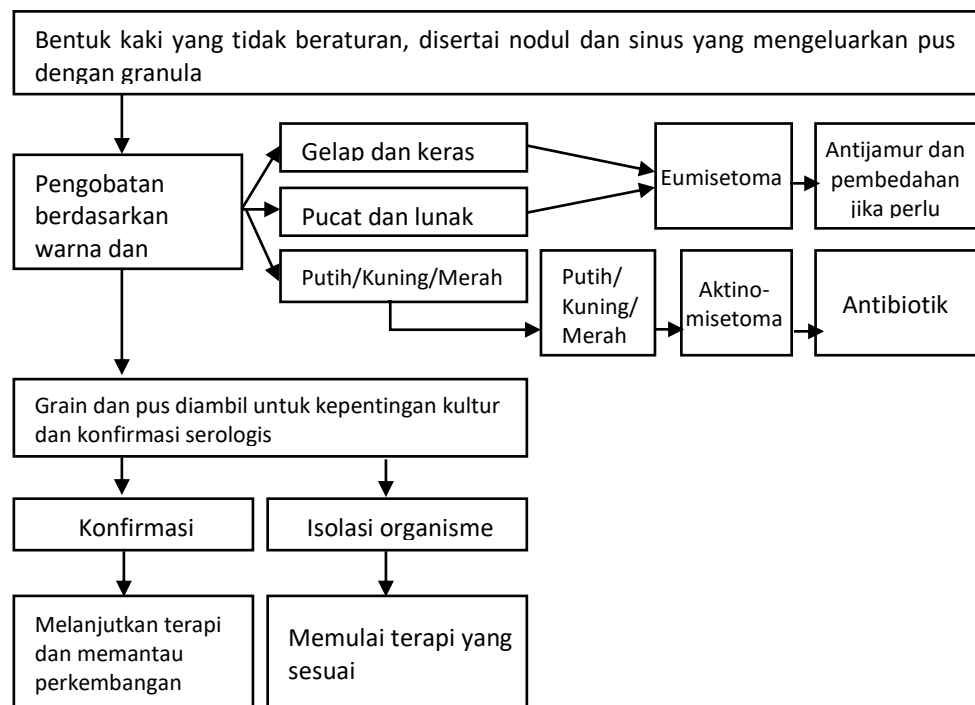 Bentuk kaki yang tidak beraturan, disertai nodul dan sinus yang mengeluarkan pus
dengan granula
Pengobatan
berdasarkan
warna dan
Gelap dan keras
Pucat dan lunak
Putih/Kuning/Merah
Eumisetoma
Antijamur dan
pembedahan
jika perlu
Putih/
Kuning/
Merah
Aktino-
misetoma
Antibiotik
Grain dan pus diambil untuk kepentingan kultur
dan konfirmasi serologis
Konfirmasi
Isolasi organisme
Melanjutkan terapi
dan memantau
perkembangan
Memulai terapi yang
sesuai